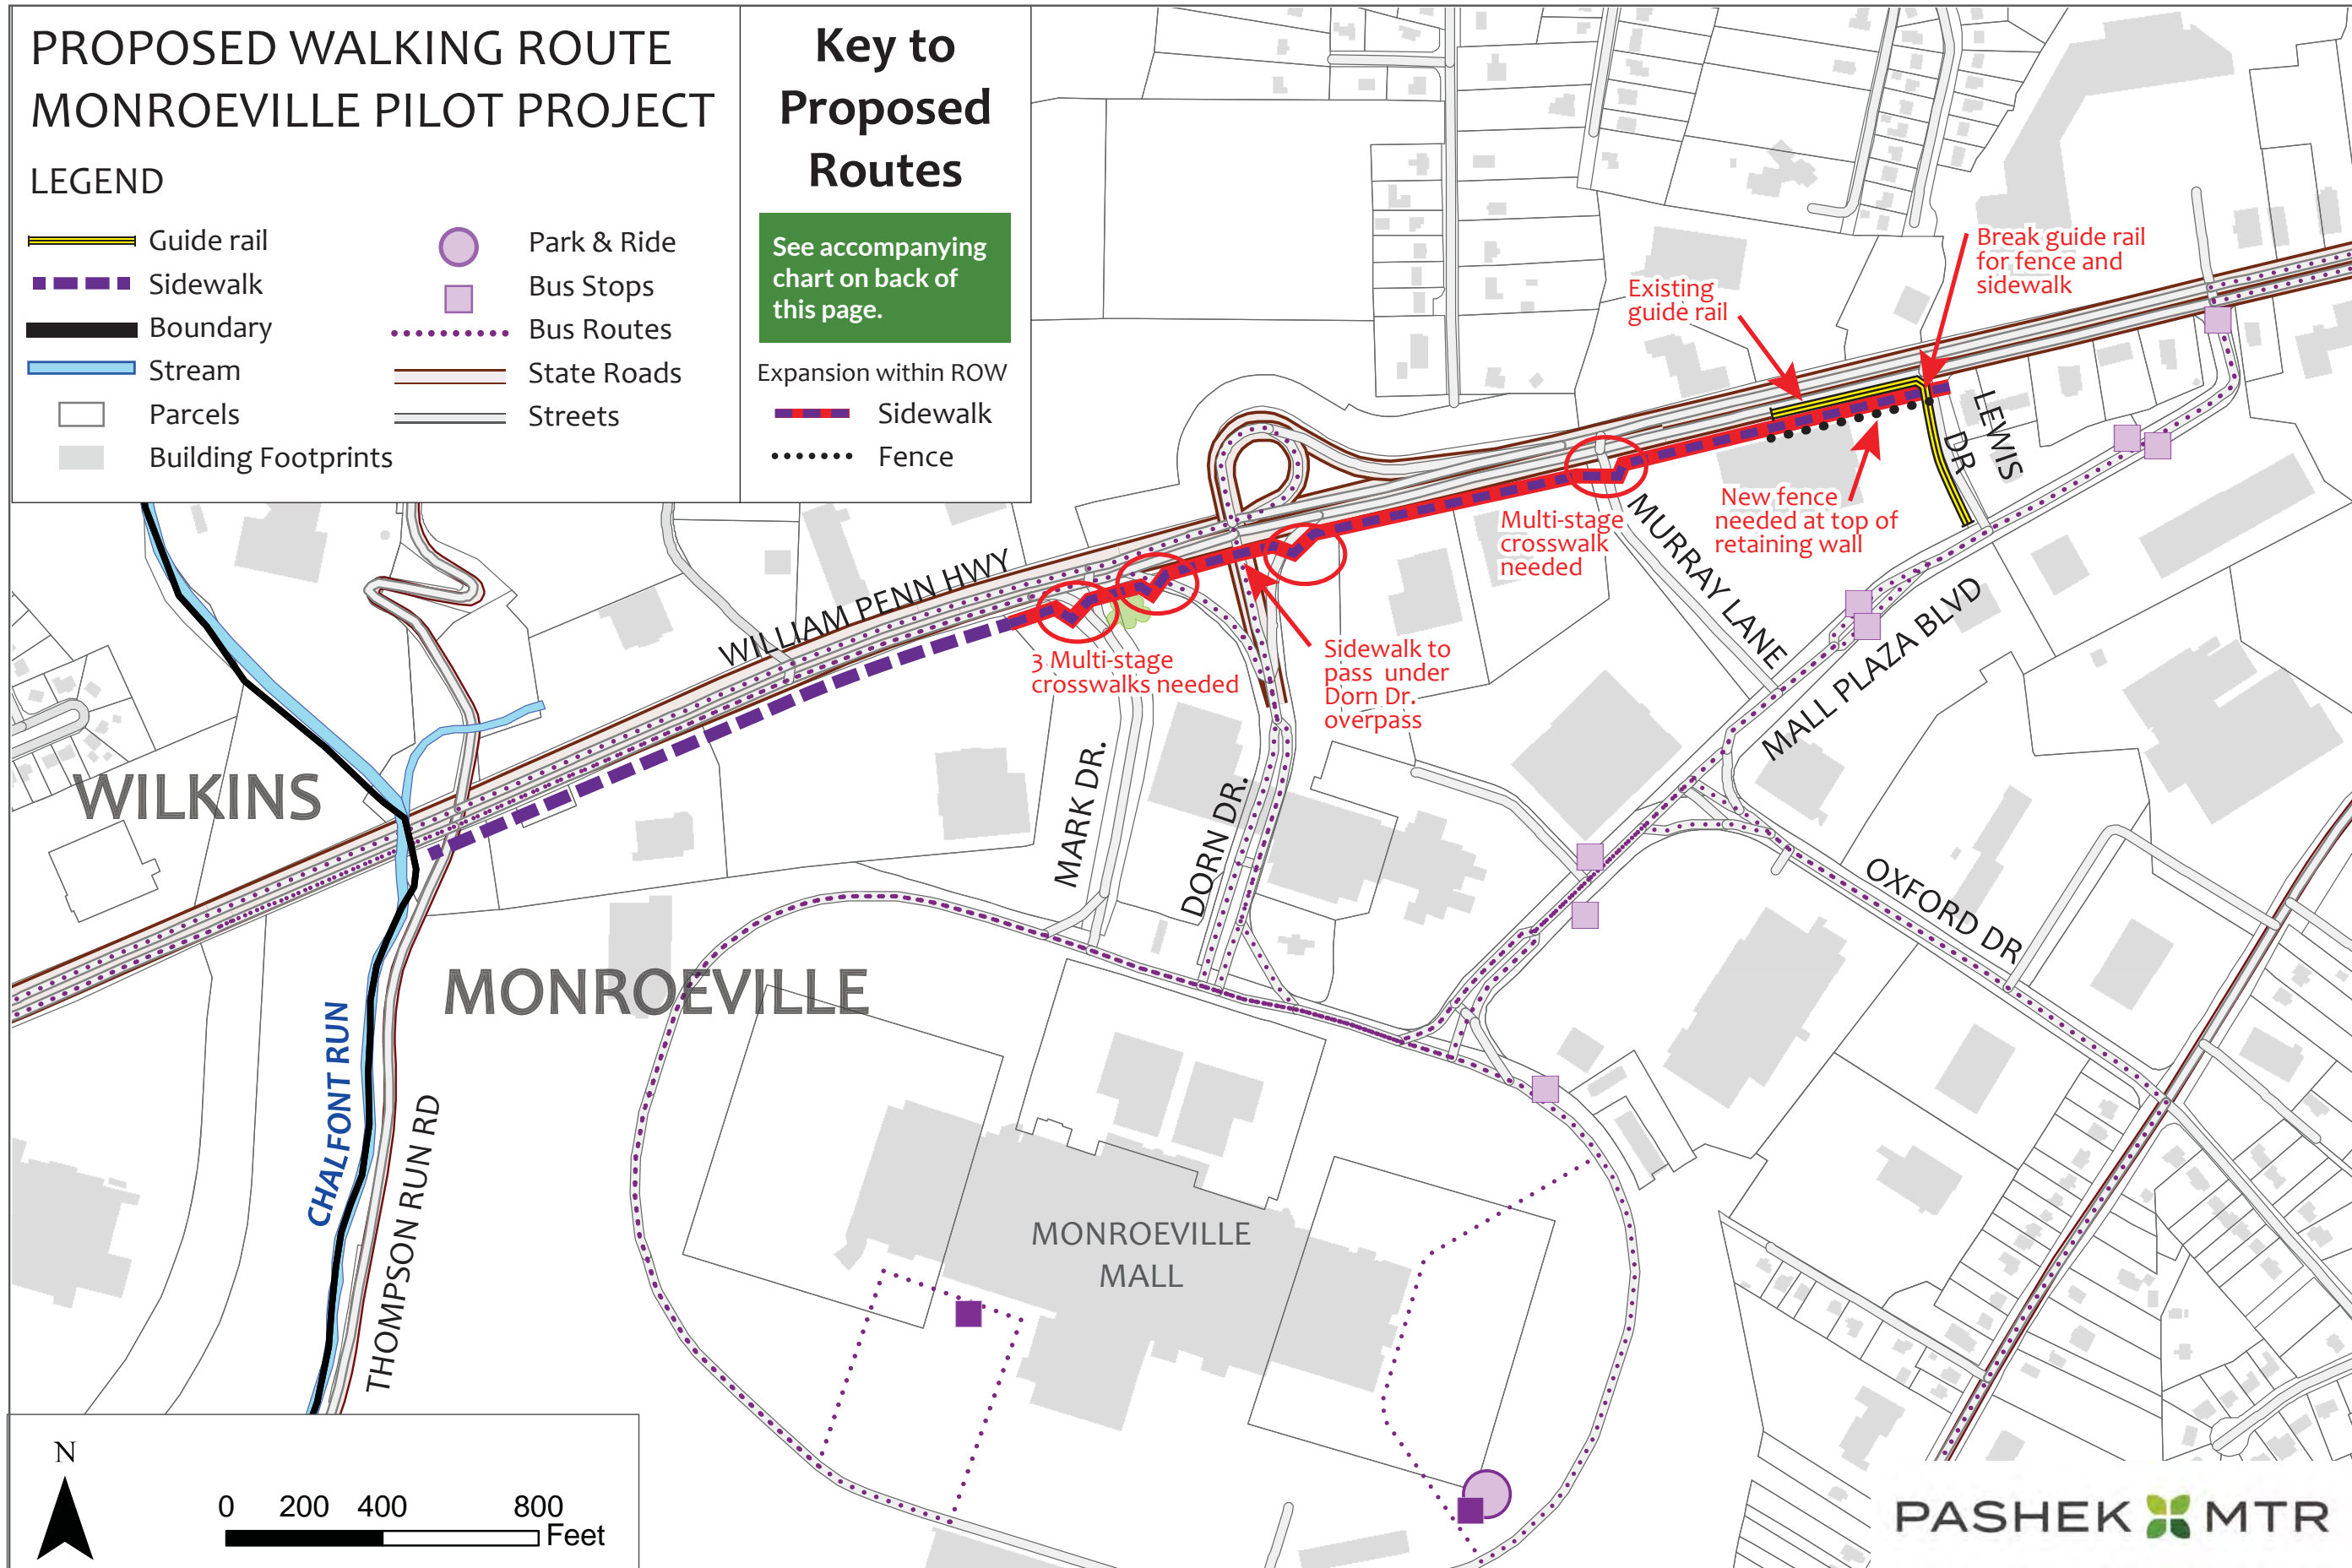 PROPOSED WALKING ROUTE
MONROEVILLE PILOT PROJECT
LEGEND
Guide rail
Sidewalk
Boundary
Stream
Parcels
Building Footprints
Park & Ride
Bus Stops
Bus Routes
State Roads
Streets
Key to
Proposed
Routes
See accompanying
chart on back of
this page.
Expansion within ROW
Sidewalk
Fence
Break guide rail
for fence and
sidewalk
Existing
guide rail
LEWIS
DR
New fence
needed at top of
retaining wall
Multi-stage
crosswalk
needed
MURRAY LANE
WILLIAM PENN HWY
3 Multi-stage
crosswalks needed
Sidewalk to
pass under
Dorn Dr.
overpass
MALL PLAZA BLVD
MARK DR.
DORN DR.
OXFORD DR
WILKINS
MONROEVILLE
CHALFONT RUN
THOMPSON RUN RD
MONROEVILLE
MALL
N
0 200 400 800
Feet
PASHEK MTR